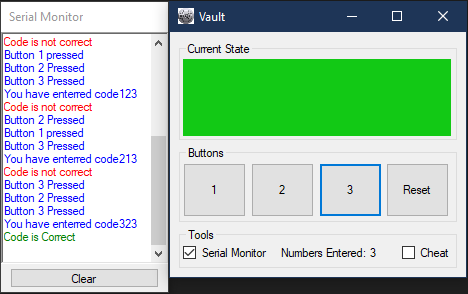 Serial Monitor
Code is not correct
Button 1 pressed
Button 2 Pressed
Button 3 Pressed
You have enterred code123
Code is not correct
Button 2 Pressed
Button 1 pressed
Button 3 Pressed
You have enterred code213
Code is not correct
Button 3 Pressed
Button 2 Pressed
Button 3 Pressed
You have enterred code323
Code is Correct
Clear
Vault
Current State
Buttons
1 2 3 Reset
Tools
Serial Monitor Numbers Entered: 3 Cheat